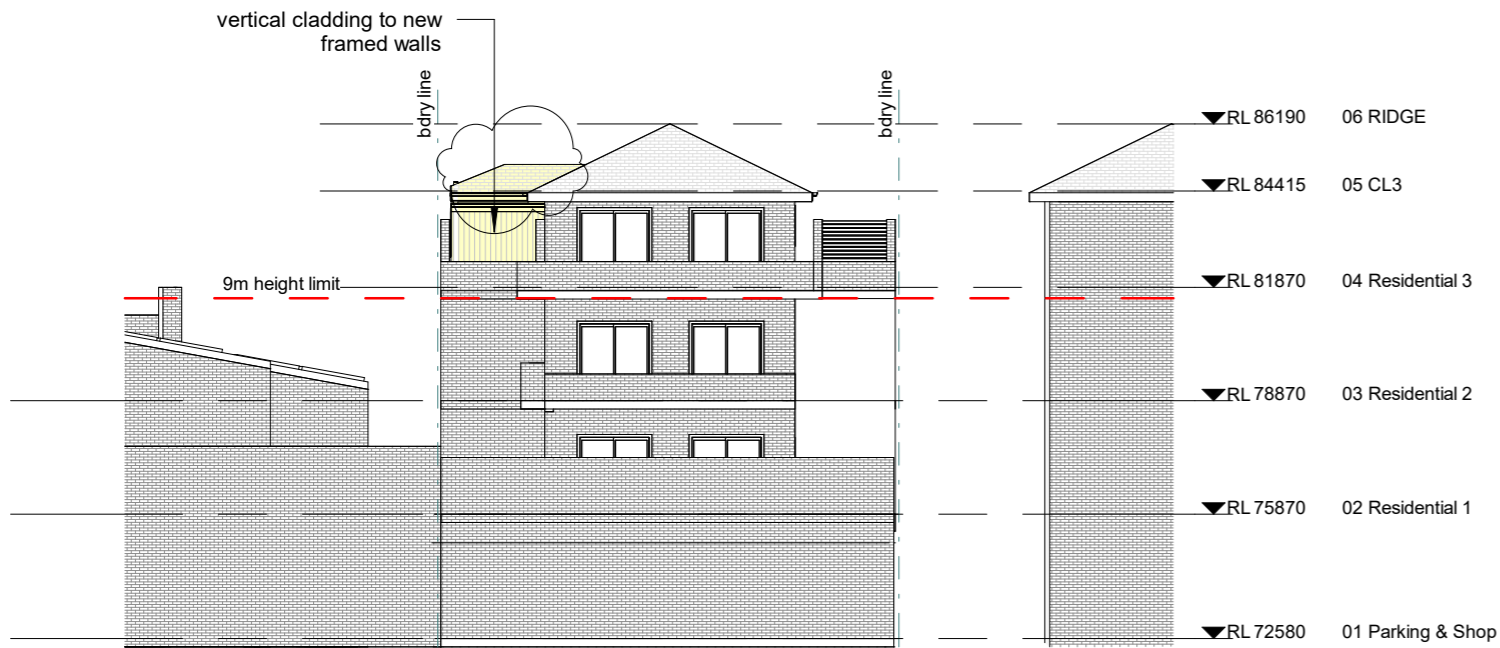 vertical cladding to new
framed walls
bdry line
bdry line
RL 86190 06 RIDGE
RL 84415 05 CL3
9m height limit
RL 81870 04 Residential 3
RL 78870 03 Residential 2
RL 75870 02 Residential 1
RL 72580 01 Parking & Shop